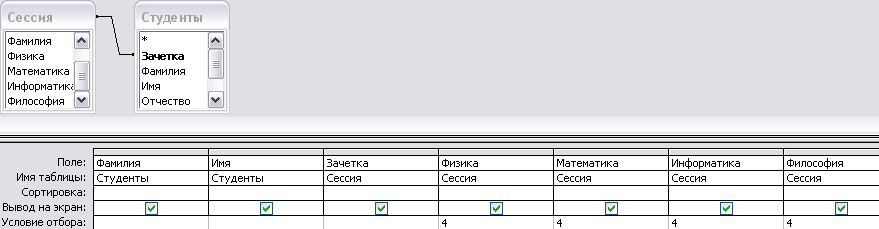 Сессия
Фамилия
Физика
Математика
Информатика
Философия
Студенты
*
Зачетка
Фамилия
Имя
Отчество
Поле: Фамилия Имя Зачетка Физика Математика Информатика Философия
Имя таблицы: Студенты Студенты Сессия Сессия Сессия Сессия Сессия
Сортировка:
Вывод на экран:
Условие отбора: 4 4 4 4